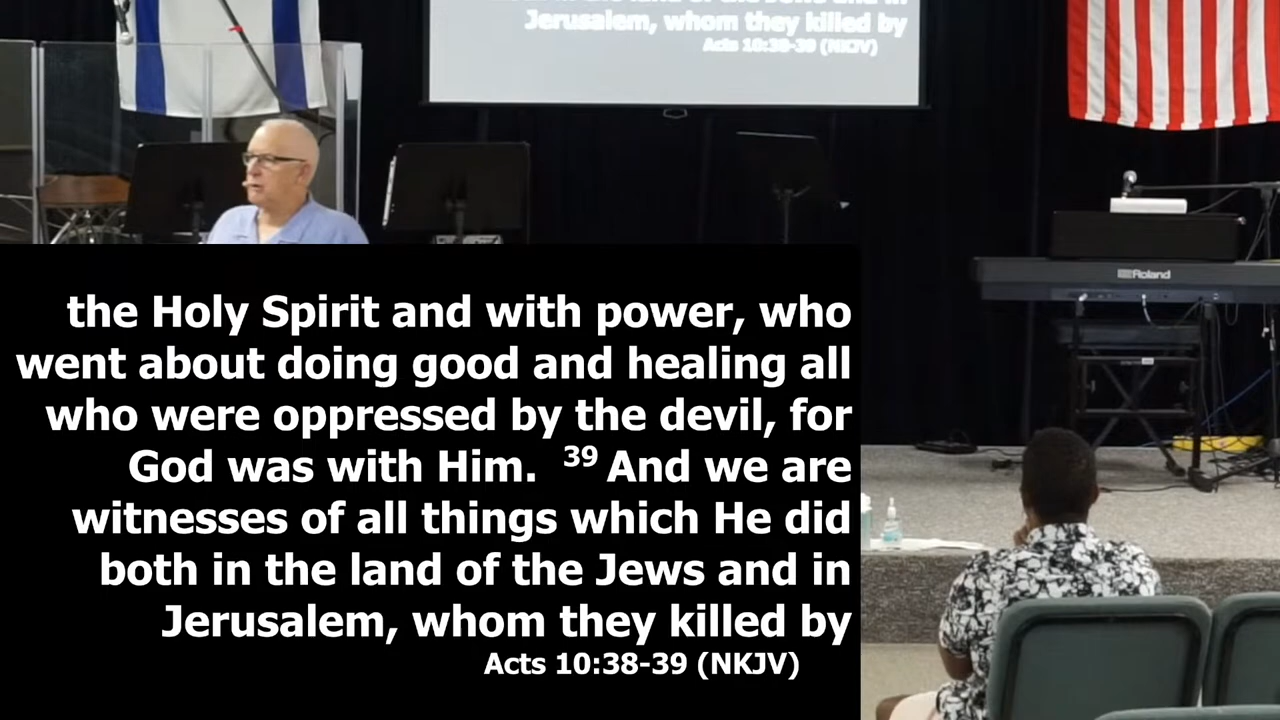 Jerusalem, whom they killed by
Acts 10:38-39 (NKJV)
Roland
the Holy Spirit and with power, who
went about doing good and healing all
who were oppressed by the devil, for
God was with Him. 39 And we are
witnesses of all things which He did
both in the land of the Jews and in
Jerusalem, whom they killed by
Acts 10:38-39 (NKJV)